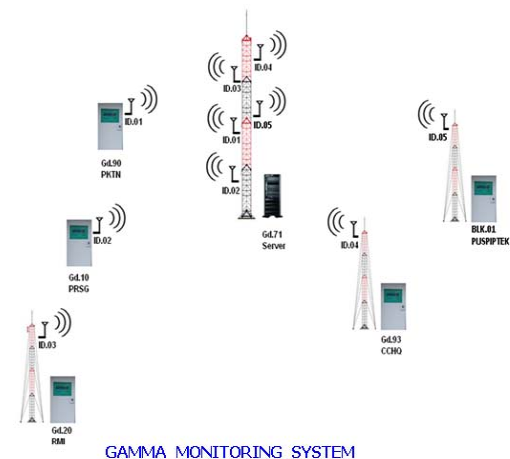 ID.04
ID.03
ID.05
ID.01
ID.02
Gd.71
Server
ID.01
Gd.90
PKTN
ID.02
Gd.10
PRSG
ID.03
Gd.20
RMI
ID.05
BLK.01
PUSPIPTEK
ID.04
Gd.93
CCHQ
GAMMA MONITORING SYSTEM